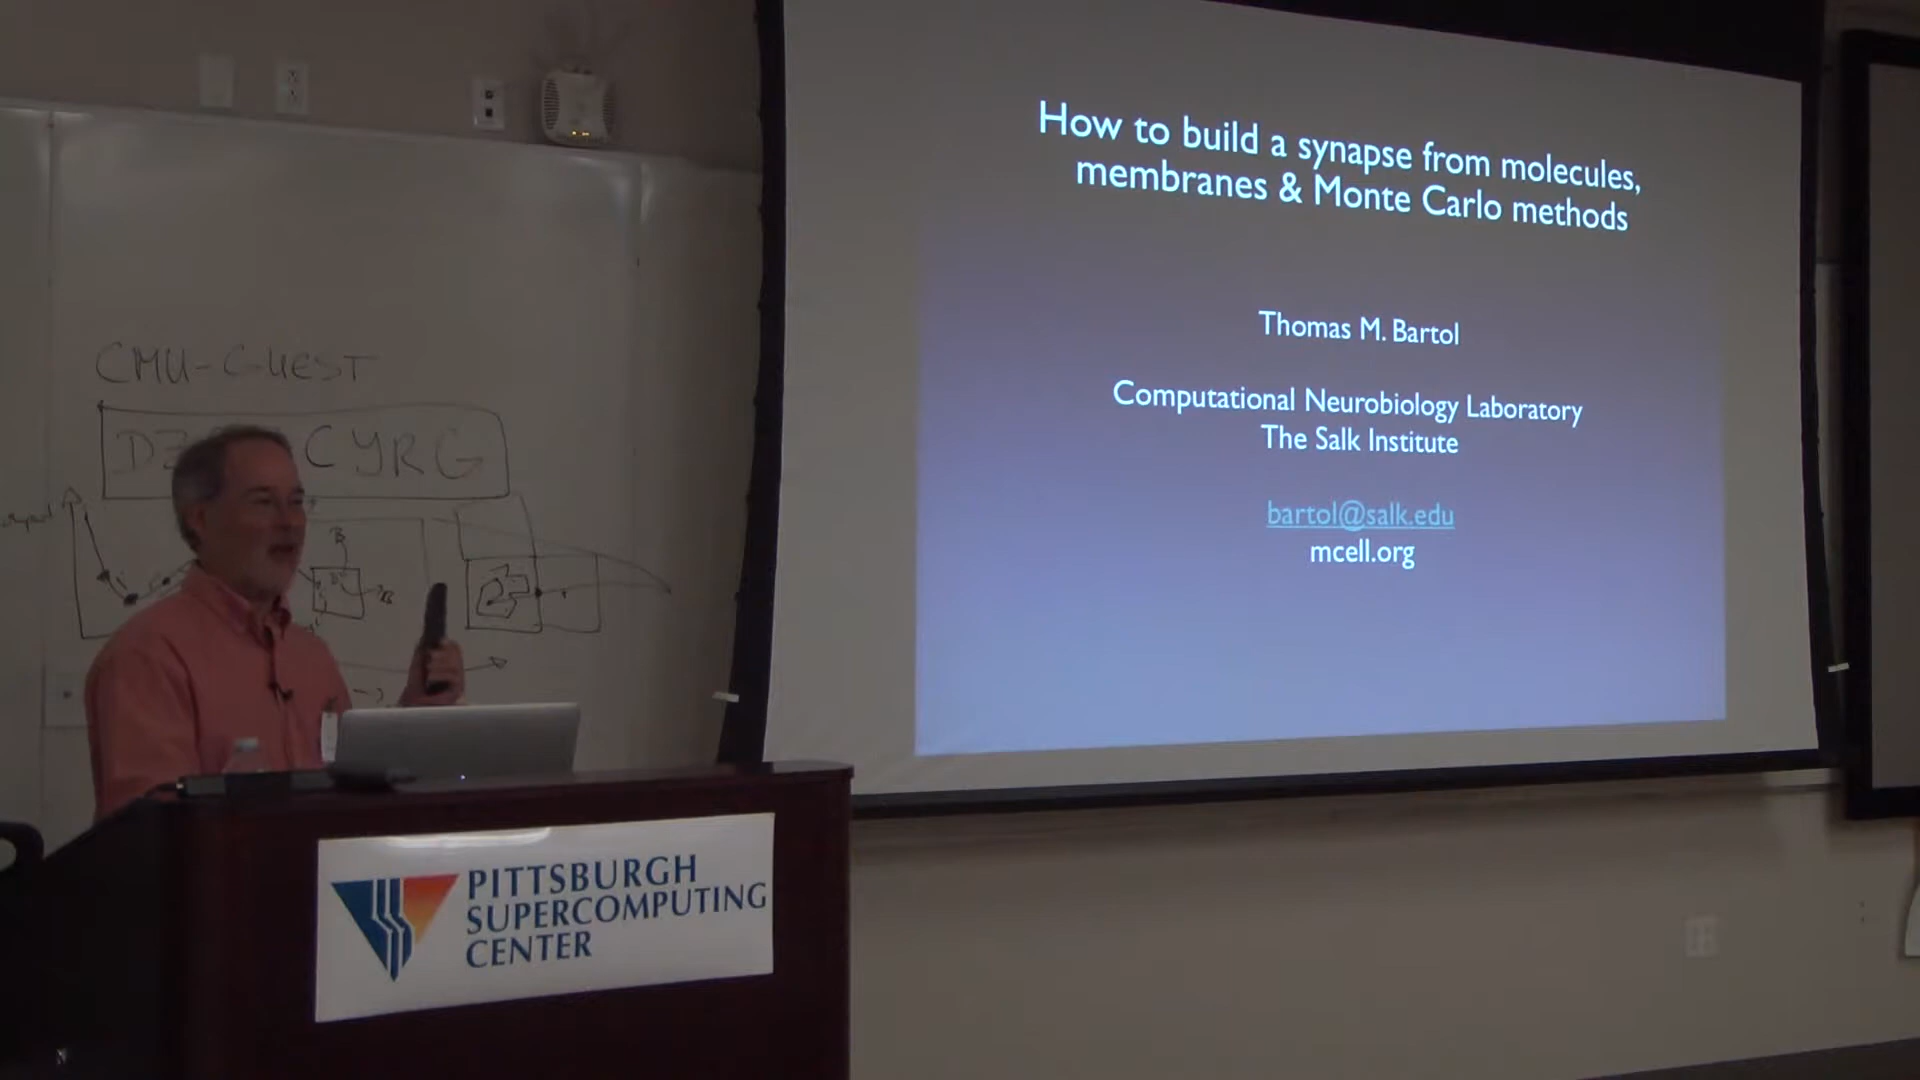 How to build a synapse from molecules,
membranes & Monte Carlo methods
Thomas M. Bartol
Computational Neurobiology Laboratory
The Salk Institute
bartol@salk.edu
mcell.org
CMU-GUEST
CYRG
B
PITTSBURGH
SUPERCOMPUTING
CENTER